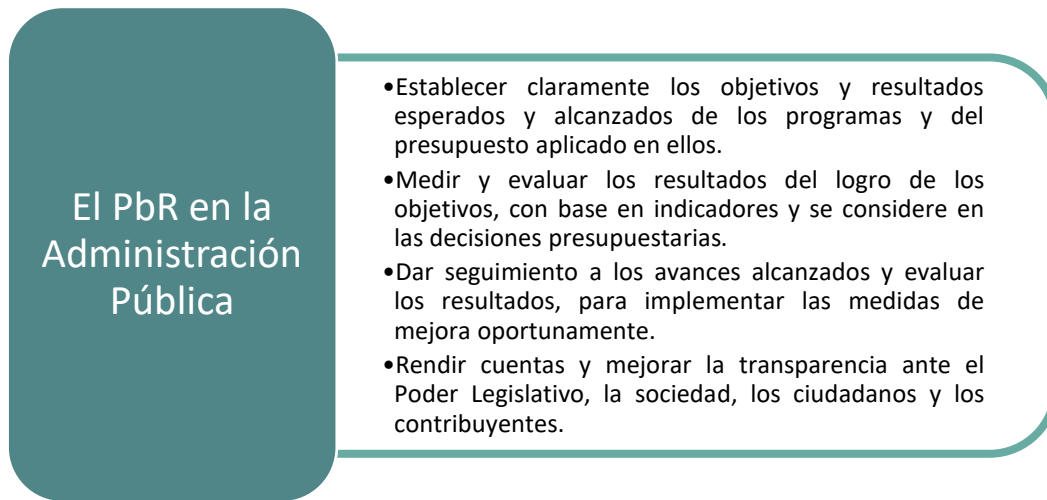 El PbR en la
Administración
Pública
•Establecer claramente los objetivos y resultados
esperados y alcanzados de los programas y del
presupuesto aplicado en ellos.
•Medir y evaluar los resultados del logro de los
objetivos, con base en indicadores y se considere en
las decisiones presupuestarias.
•Dar seguimiento a los avances alcanzados y evaluar
los resultados, para implementar las medidas de
mejora oportunamente.
•Rendir cuentas y mejorar la transparencia ante el
Poder Legislativo, la sociedad, los ciudadanos y los
contribuyentes.